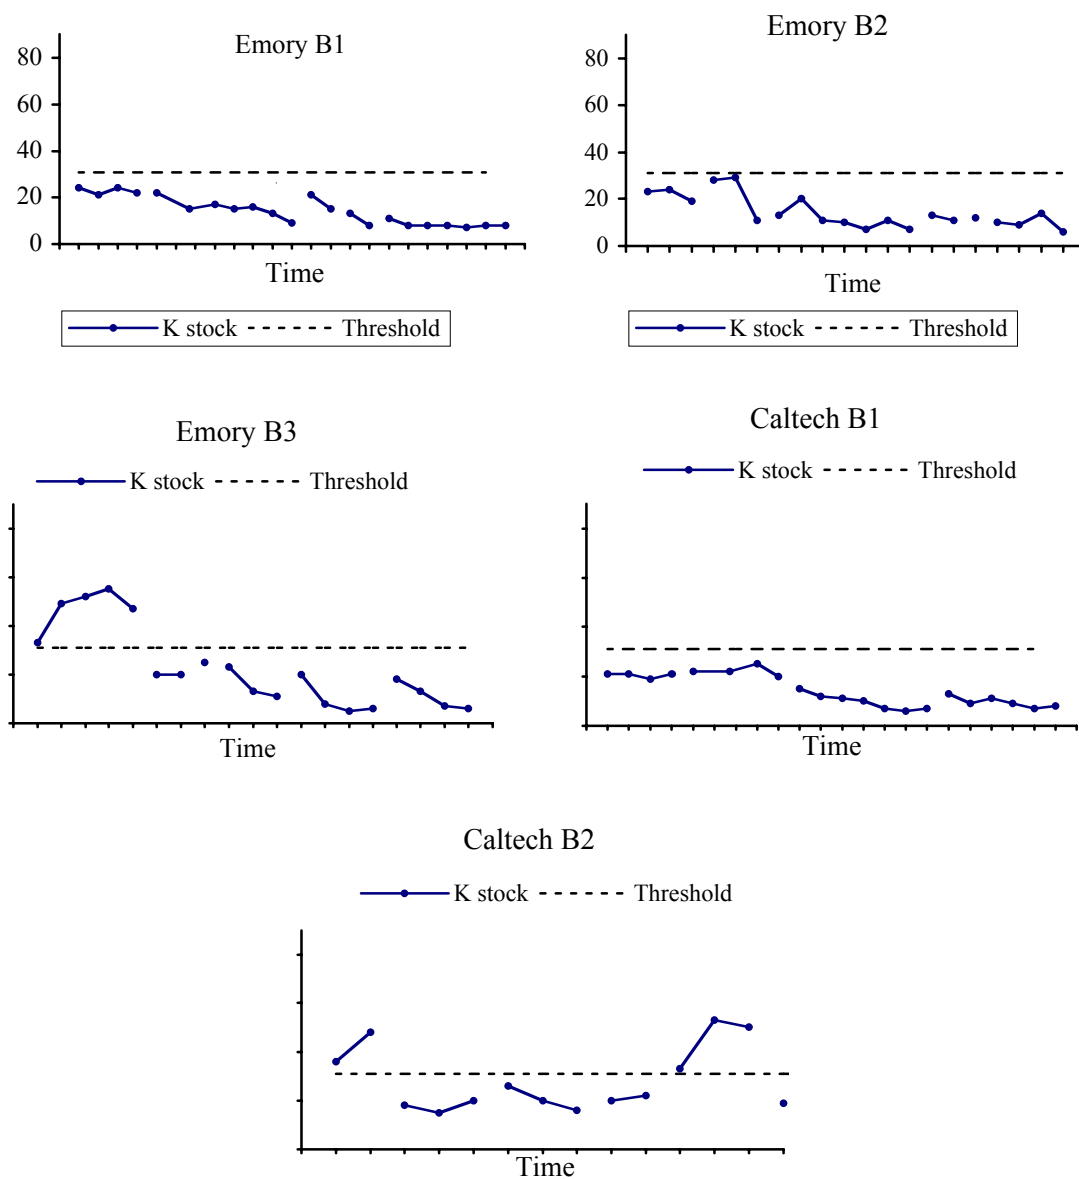 Emory B1
80
60
40
20
0
Time
K stock Threshold
Emory B2
80
60
40
20
0
Time
K stock Threshold
Emory B3
K stock Threshold
Time
Caltech B1
K stock Threshold
Time
Caltech B2
K stock Threshold
Time